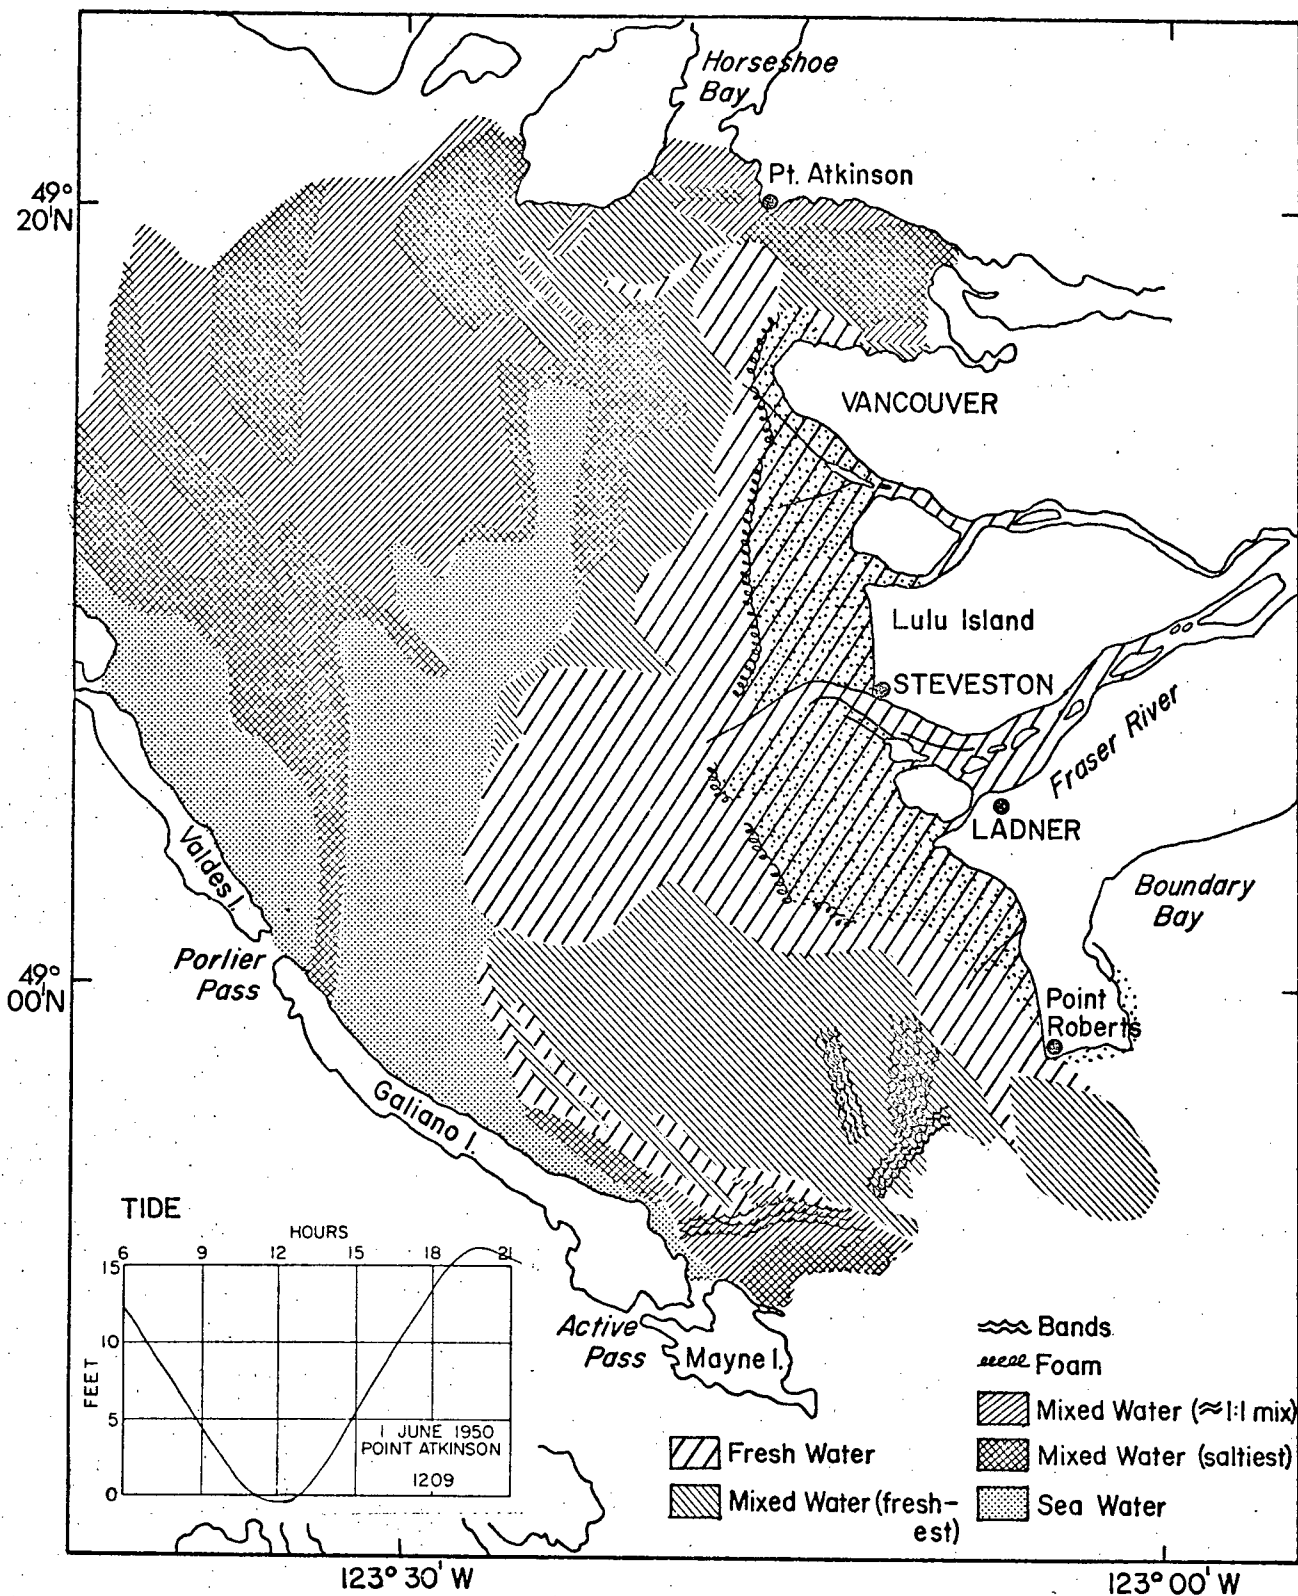 Horseshoe
Bay
49°
20'N
Pt. Atkinson
VANCOUVER
Lulu Island
STEVESTON
Fraser River
LADNER
Valdes I.
Boundary
Bay
Porlier
Pass
49°
00'N
Point
Roberts
Galiano I.
TIDE
HOURS
6 9 12 15 18 21
15
10
5
0
FEET
1 JUNE 1950
POINT ATKINSON
1209
Active
Pass
Mayne I.
Bands
Foam
Mixed Water (≈1:1 mix)
Fresh Water
Mixed Water (saltiest)
Mixed Water (fresh-
est)
Sea Water
123° 30' W
123° 00' W